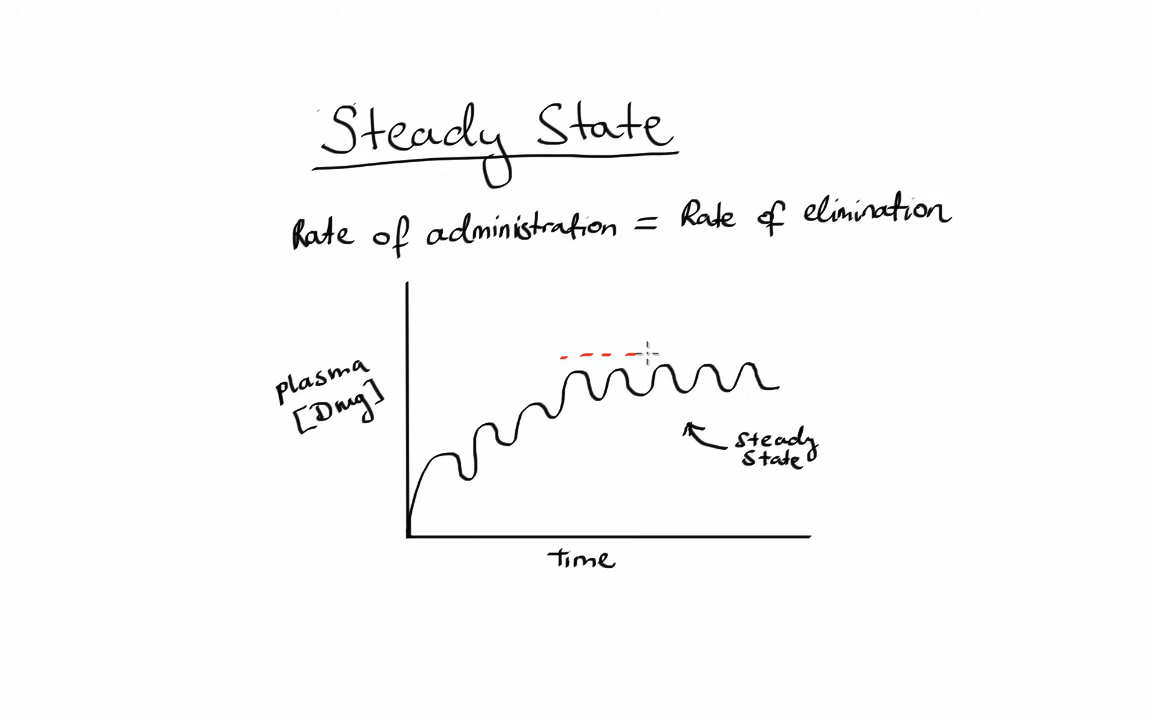 Steady State
Rate of administration = Rate of elimination
plasma
[Drug]
Steady
State
Time